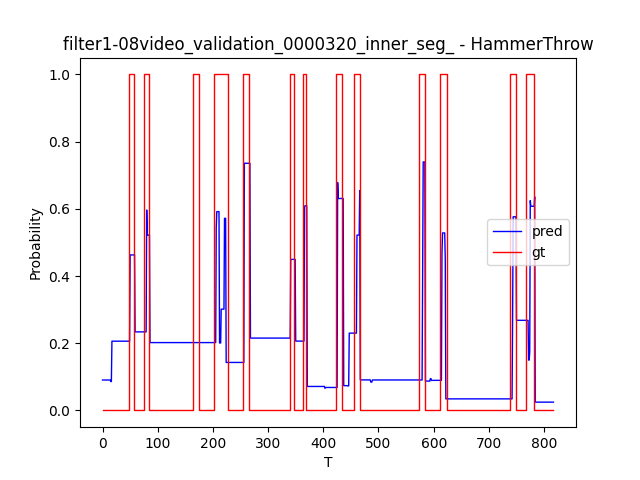 filter1-08video_validation_0000320_inner_seg_ - HammerThrow
1.0
0.8
0.6
0.4
0.2
0.0
Probability
pred
gt
0 100 200 300 400 500 600 700 800
T